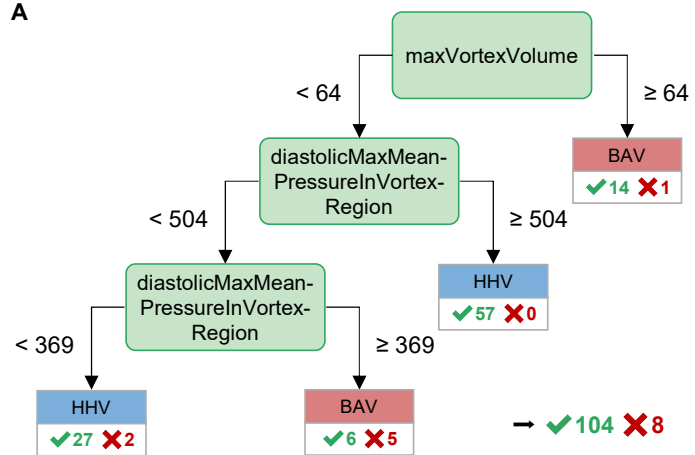 A
maxVortexVolume
< 64
≥ 64
diastolicMaxMean-
PressureInVortex-
Region
BAV
14 1
< 504
≥ 504
diastolicMaxMean-
PressureInVortex-
Region
HHV
57 0
< 369
≥ 369
HHV
27 2
BAV
6 5
→ 104 8